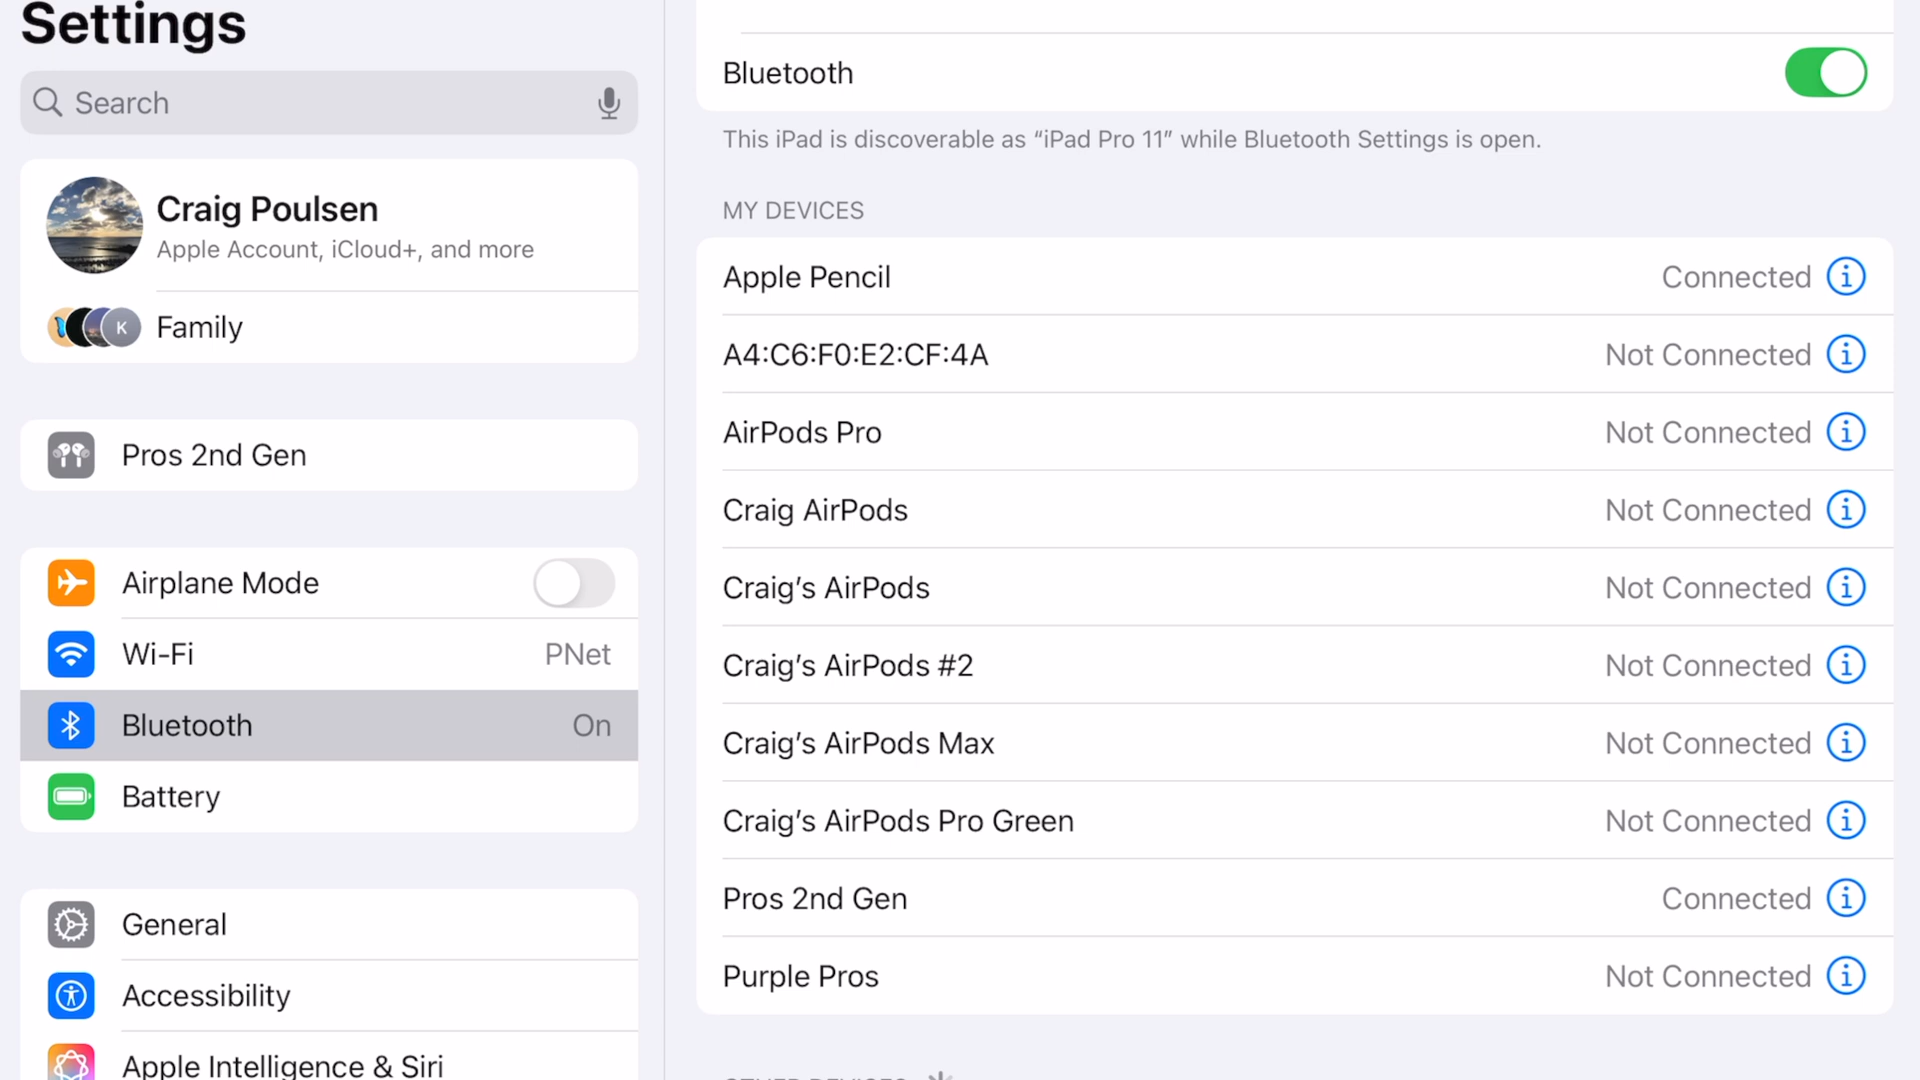 Settings
Search
Craig Poulsen
Apple Account, iCloud+, and more
K
Family
Pros 2nd Gen
Airplane Mode
Wi-Fi PNet
Bluetooth On
Battery
General
Accessibility
Apple Intelligence & Siri
Bluetooth
This iPad is discoverable as “iPad Pro 11” while Bluetooth Settings is open.
MY DEVICES
Apple Pencil Connected
A4:C6:F0:E2:CF:4A Not Connected
AirPods Pro Not Connected
Craig AirPods Not Connected
Craig’s AirPods Not Connected
Craig’s AirPods #2 Not Connected
Craig’s AirPods Max Not Connected
Craig’s AirPods Pro Green Not Connected
Pros 2nd Gen Connected
Purple Pros Not Connected
OTHER DEVICES